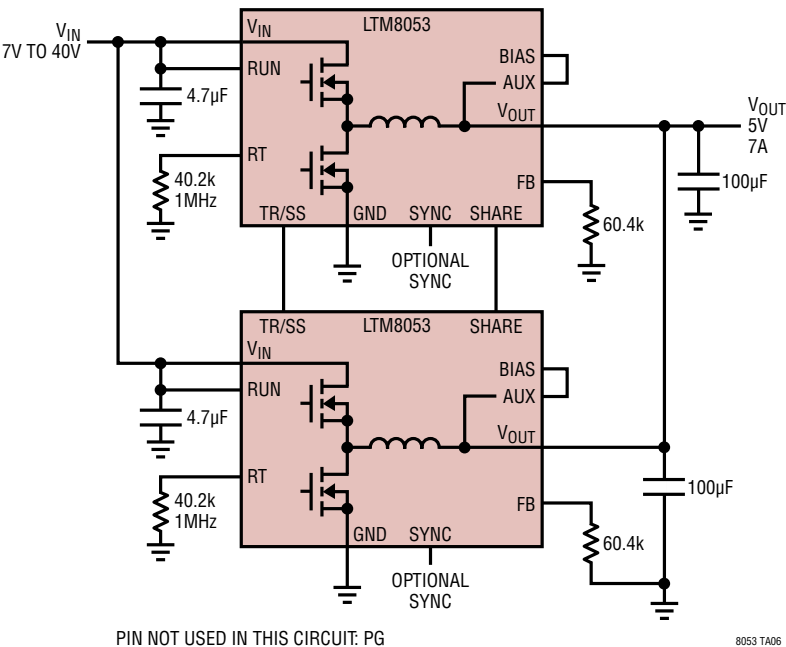 LTM8053
VIN
7V TO 40V
VIN
RUN
4.7µF
BIAS
AUX
VOUT
VOUT
5V
7A
RT
40.2k
1MHz
FB
100µF
60.4k
TR/SS
GND
SYNC
SHARE
OPTIONAL
SYNC
TR/SS
LTM8053
SHARE
VIN
RUN
4.7µF
BIAS
AUX
VOUT
RT
40.2k
1MHz
FB
100µF
60.4k
GND
SYNC
OPTIONAL
SYNC
PIN NOT USED IN THIS CIRCUIT: PG
8053 TA06